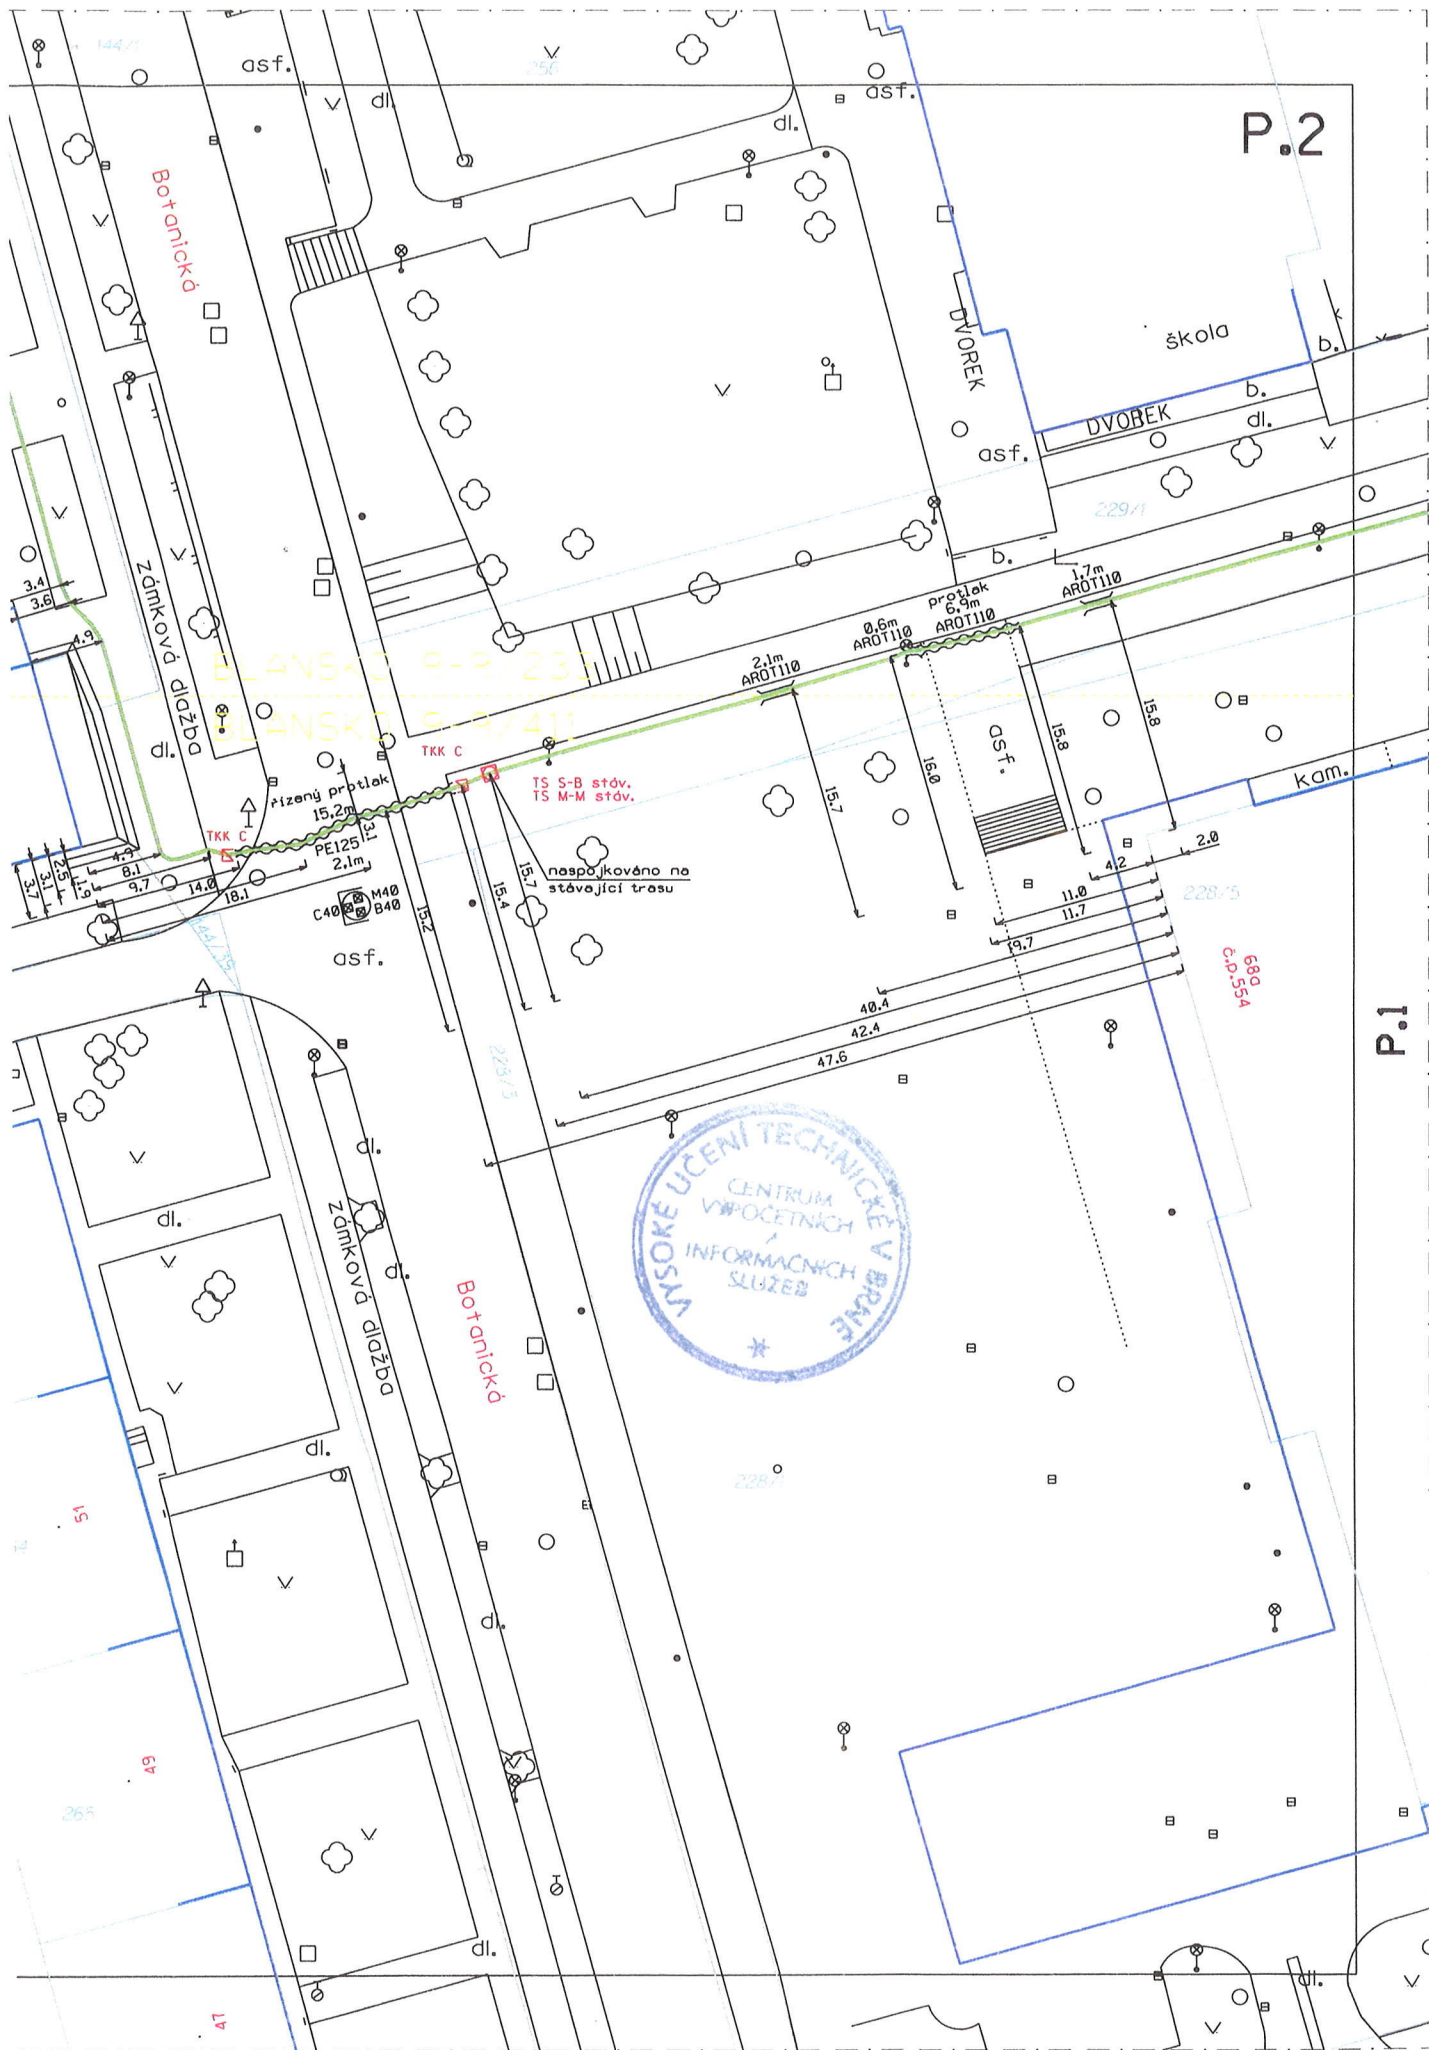 144/1
asf.
256
dl.
asf.
dl.
P.2
Botanická
DVOREK
škola
b.
b.
DVOREK
dl.
asf.
229/1
b.
zámková dlažba
3.4
3.6
4.9
1.7m
AROT110
protlak
6.9m
AROT110
0.6m
AROT110
2.1m
AROT110
BLANSKO 9-9/233
BLANSKO 9-9/411
dl.
TKK C
TS S-B stáv.
TS M-M stáv.
řízený protlak
15.2m
PE125
2.1m
3.1
TKK C
naspojkováno na
stávající trasu
asf.
15.8
15.8
16.0
15.7
15.7
15.4
15.2
kam.
4.9
8.1
9.7
14.0
18.1
1.9
2.5
3.1
3.7
M40
C40
B40
asf.
144/39
2.0
4.2
11.0
11.7
19.7
40.4
42.4
47.6
228/5
68a
č.p.554
P.1
228/3
dl.
dl.
zámková dlažba
dl.
Botanická
VYSOKÉ UČENÍ TECHNICKÉ V BRNĚ
CENTRUM
VÝPOČETNÍCH
A
INFORMAČNÍCH
SLUŽEB
dl.
51
dl.
49
265
dl.
47
dl.